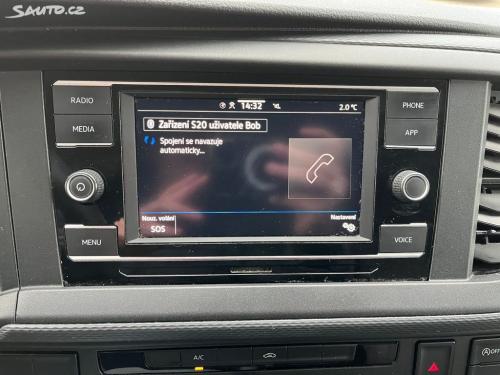 SAUTO.CZ
RADIO
MEDIA
MENU
14:32
2.0°C
Zařízení S20 uživatele Bob
Spojení se navazuje
automaticky...
Nouz. volání
SOS
Nastavení
PHONE
APP
VOICE
A/C
OFF